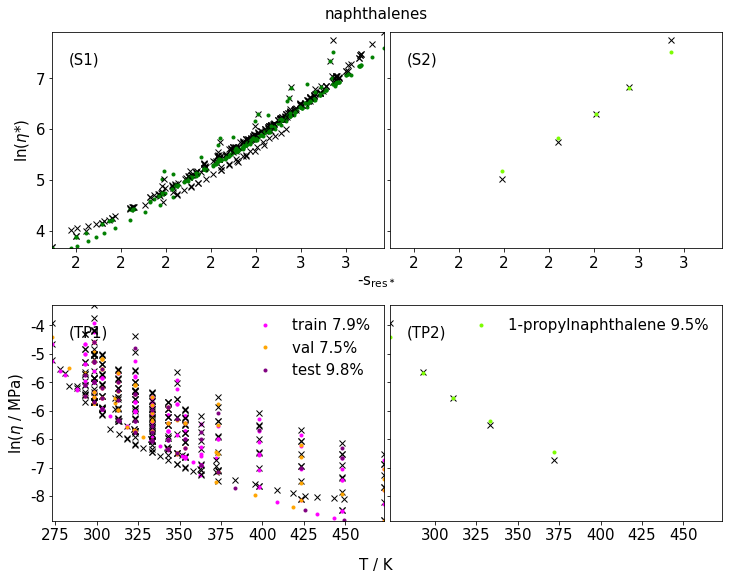 naphthalenes
(S1)
(S2)
ln(η*)
7
6
5
4
2 2 2 2 2 3 3
2 2 2 2 2 3 3
-s_res*
(TP1)
train 7.9%
val 7.5%
test 9.8%
(TP2)
1-propylnaphthalene 9.5%
ln(η / MPa)
-4
-5
-6
-6
-7
-8
275 300 325 350 375 400 425 450
300 325 350 375 400 425 450
T / K